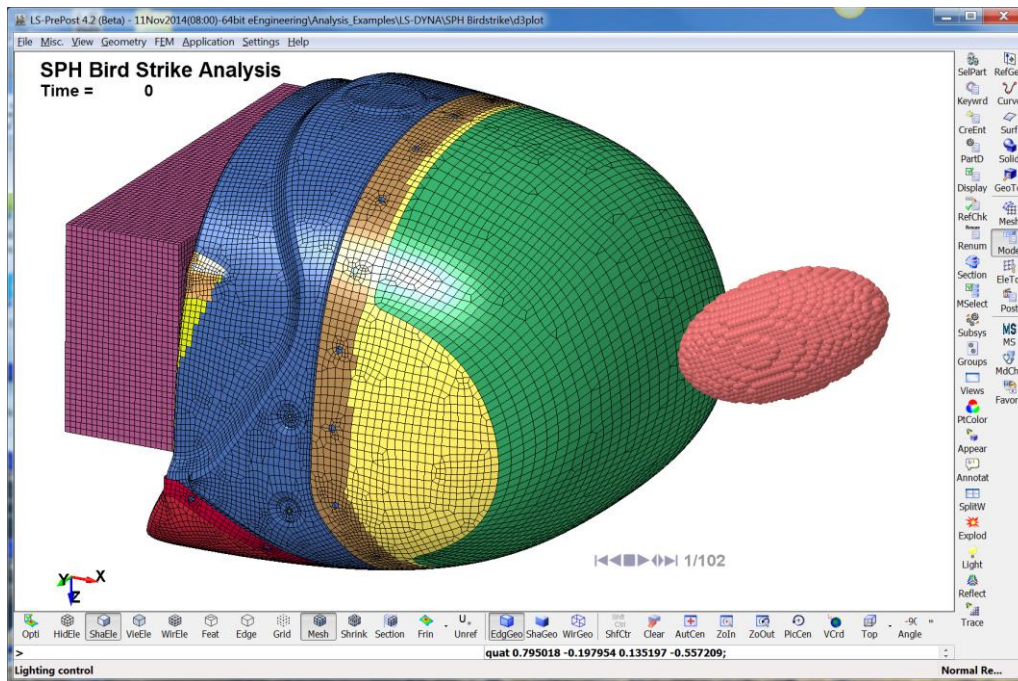 LS-PrePost 4.2 (Beta) - 11Nov2014(08:00)-64bit eEngineering\Analysis_Examples\LS-DYNA\SPH Birdstrike\d3plot
File Misc. View Geometry FEM Application Settings Help
SPH Bird Strike Analysis
Time = 0
SelPart RefGe
Keywrd Curve
CreEnt Surf
PartD Solid
Display GeoTo
RefChk Mesh
Renum
Renum Mode
Section EleTo
MSelect Post
Subsys MS
MS
Groups MdCh
Views Favor
PtColor
Appear
Annotat
SplitW
Explod
Light
Reflect
Trace
1/102
Y X
Z
Opti HidEle ShaEle VieEle WirEle Feat Edge Grid Mesh Shrink Section Frin Unref EdgGeo ShaGeo WirGeo ShfCtr Clear AutCen ZoIn ZoOut PicCen VCrd Top Angle
> quat 0.795018 -0.197954 0.135197 -0.557209;
Lighting control Normal Re...